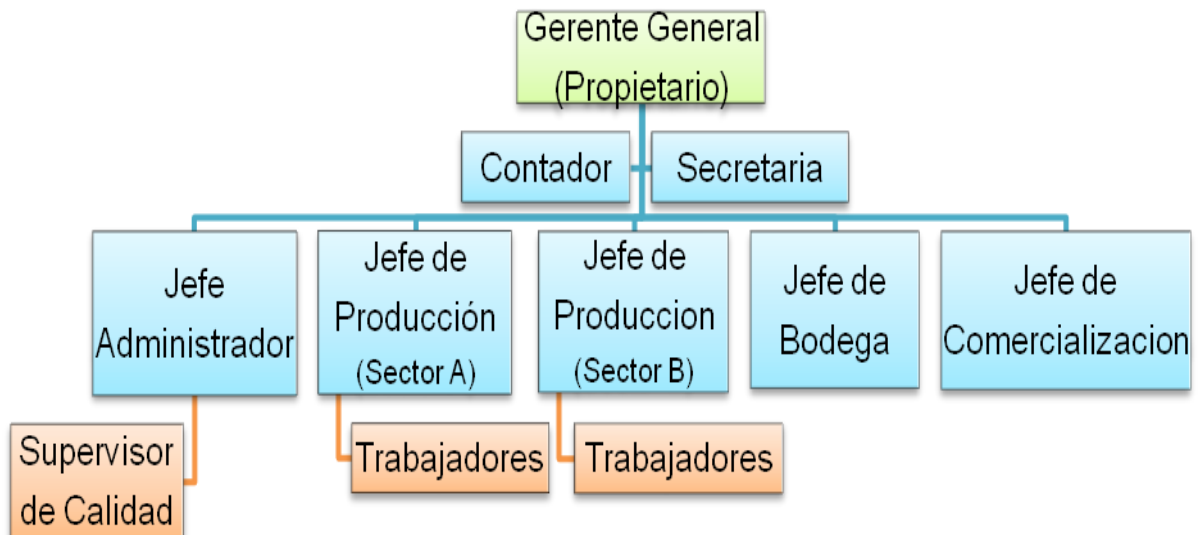 Gerente General
(Propietario)
Contador
Secretaria
Jefe
Administrador
Jefe de
Producción
(Sector A)
Jefe de
Produccion
(Sector B)
Jefe de
Bodega
Jefe de
Comercializacion
Supervisor
de Calidad
Trabajadores
Trabajadores